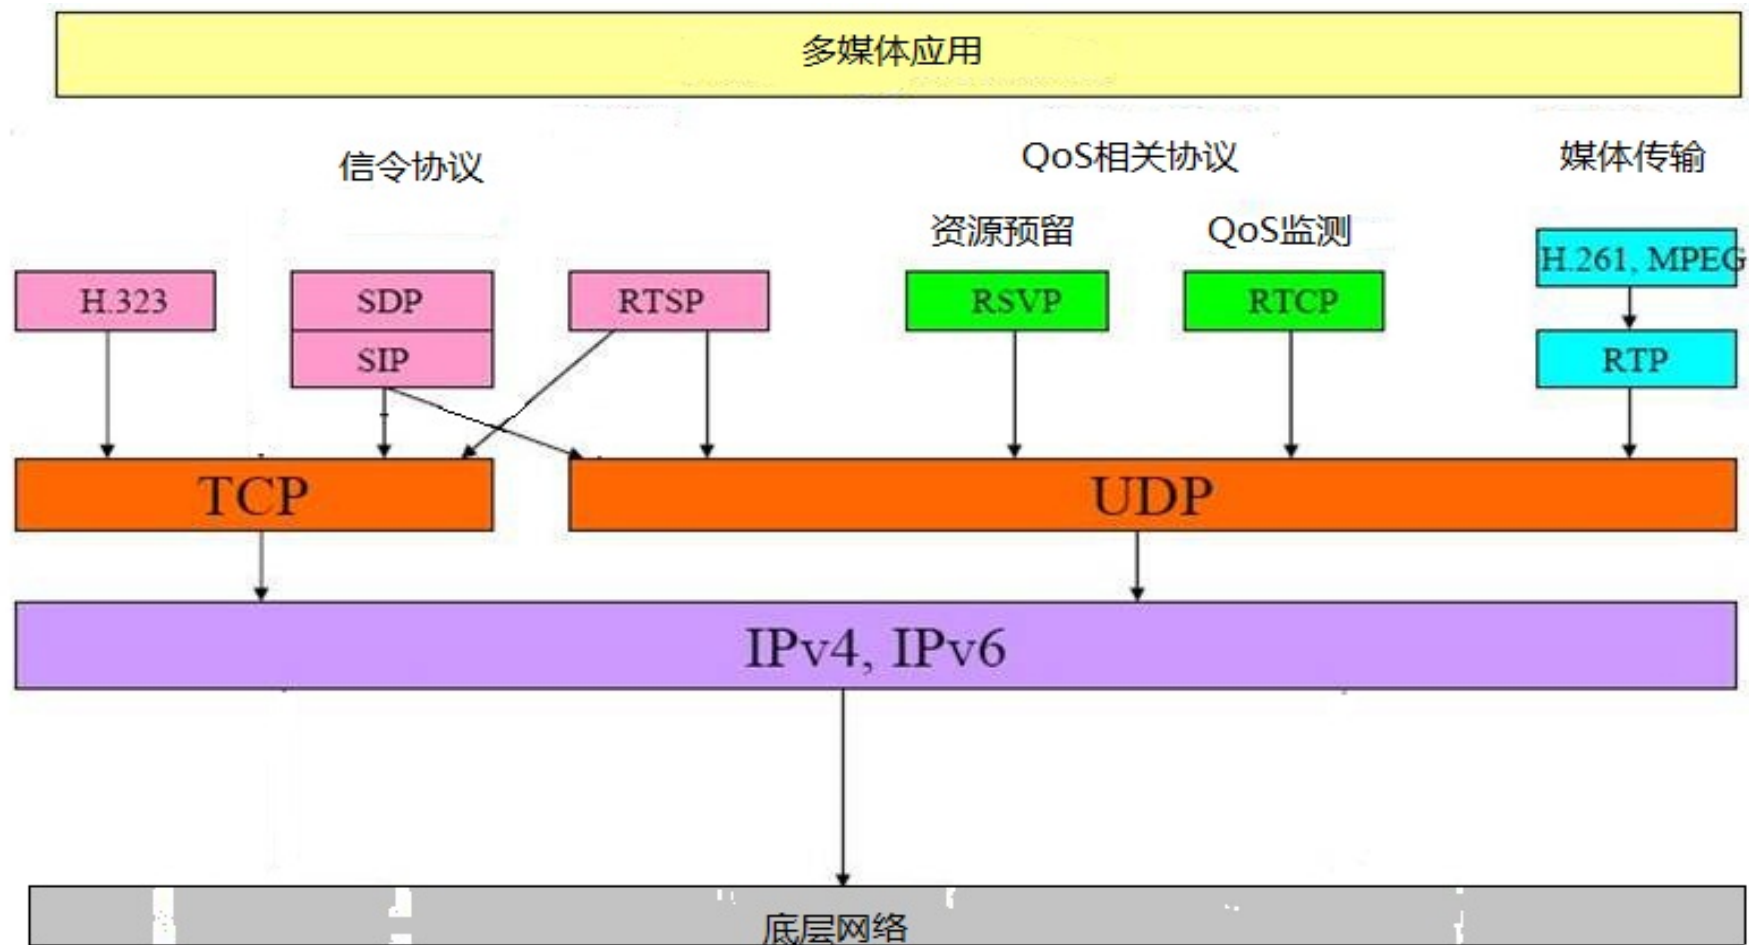 多媒体应用
信令协议
QoS相关协议
媒体传输
资源预留
QoS监测
H.261, MPEG
H.323
SDP
RTSP
RSVP
RTCP
SIP
RTP
TCP
UDP
IPv4, IPv6
底层网络